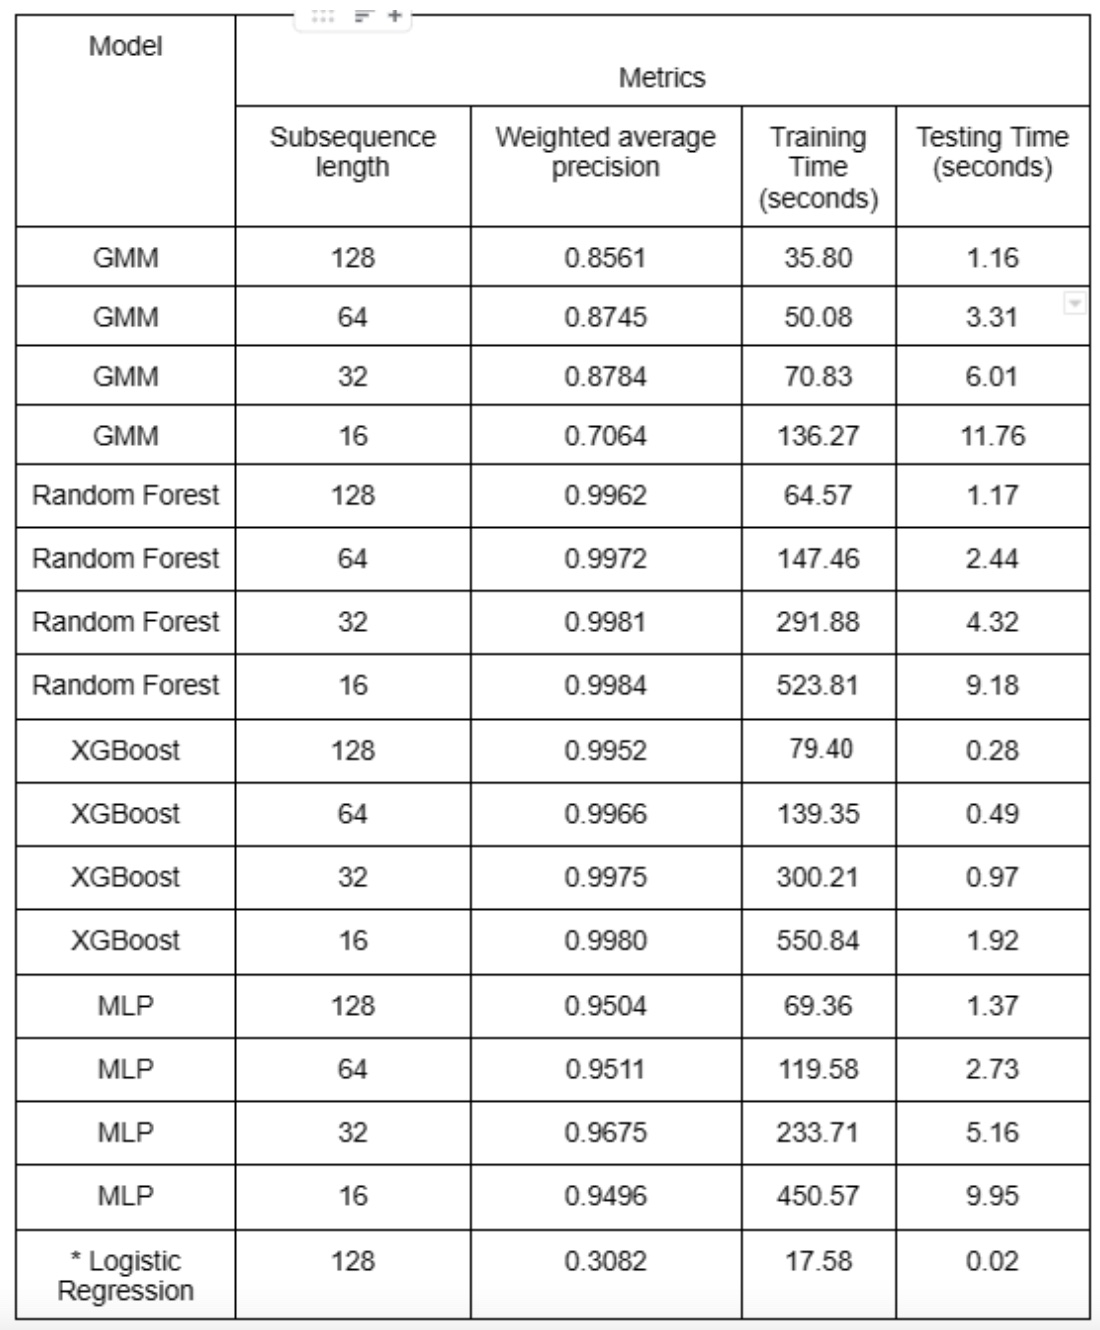 Model
Metrics
Subsequence
length
Weighted average
precision
Training
Time
(seconds)
Testing Time
(seconds)
GMM 128 0.8561 35.80 1.16
GMM 64 0.8745 50.08 3.31
GMM 32 0.8784 70.83 6.01
GMM 16 0.7064 136.27 11.76
Random Forest 128 0.9962 64.57 1.17
Random Forest 64 0.9972 147.46 2.44
Random Forest 32 0.9981 291.88 4.32
Random Forest 16 0.9984 523.81 9.18
XGBoost 128 0.9952 79.40 0.28
XGBoost 64 0.9966 139.35 0.49
XGBoost 32 0.9975 300.21 0.97
XGBoost 16 0.9980 550.84 1.92
MLP 128 0.9504 69.36 1.37
MLP 64 0.9511 119.58 2.73
MLP 32 0.9675 233.71 5.16
MLP 16 0.9496 450.57 9.95
* Logistic
Regression
128 0.3082 17.58 0.02